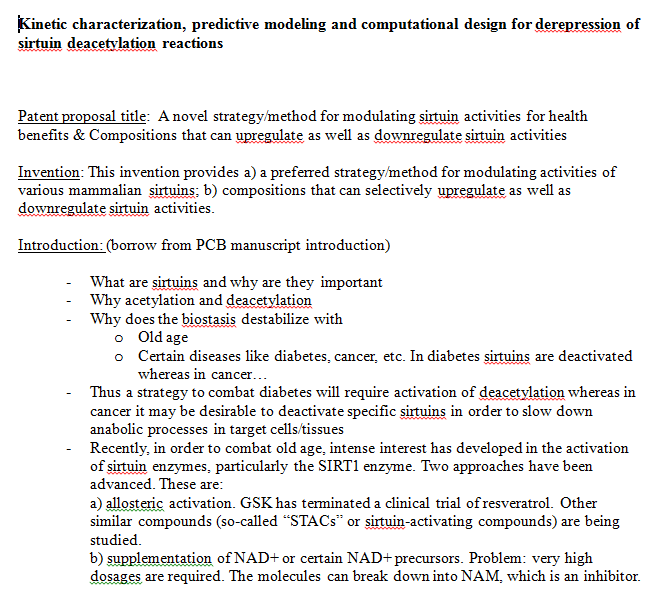 Kinetic characterization, predictive modeling and computational design for derepression of
sirtuin deacetylation reactions
Patent proposal title: A novel strategy/method for modulating sirtuin activities for health
benefits & Compositions that can upregulate as well as downregulate sirtuin activities
Invention: This invention provides a) a preferred strategy/method for modulating activities of
various mammalian sirtuins; b) compositions that can selectively upregulate as well as
downregulate sirtuin activities.
Introduction: (borrow from PCB manuscript introduction)
- What are sirtuins and why are they important
- Why acetylation and deacetylation
- Why does the biostasis destabilize with
o Old age
o Certain diseases like diabetes, cancer, etc. In diabetes sirtuins are deactivated
whereas in cancer…
- Thus a strategy to combat diabetes will require activation of deacetylation whereas in
cancer it may be desirable to deactivate specific sirtuins in order to slow down
anabolic processes in target cells/tissues
- Recently, in order to combat old age, intense interest has developed in the activation
of sirtuin enzymes, particularly the SIRT1 enzyme. Two approaches have been
advanced. These are:
a) allosteric activation. GSK has terminated a clinical trial of resveratrol. Other
similar compounds (so-called “STACs” or sirtuin-activating compounds) are being
studied.
b) supplementation of NAD+ or certain NAD+ precursors. Problem: very high
dosages are required. The molecules can break down into NAM, which is an inhibitor.